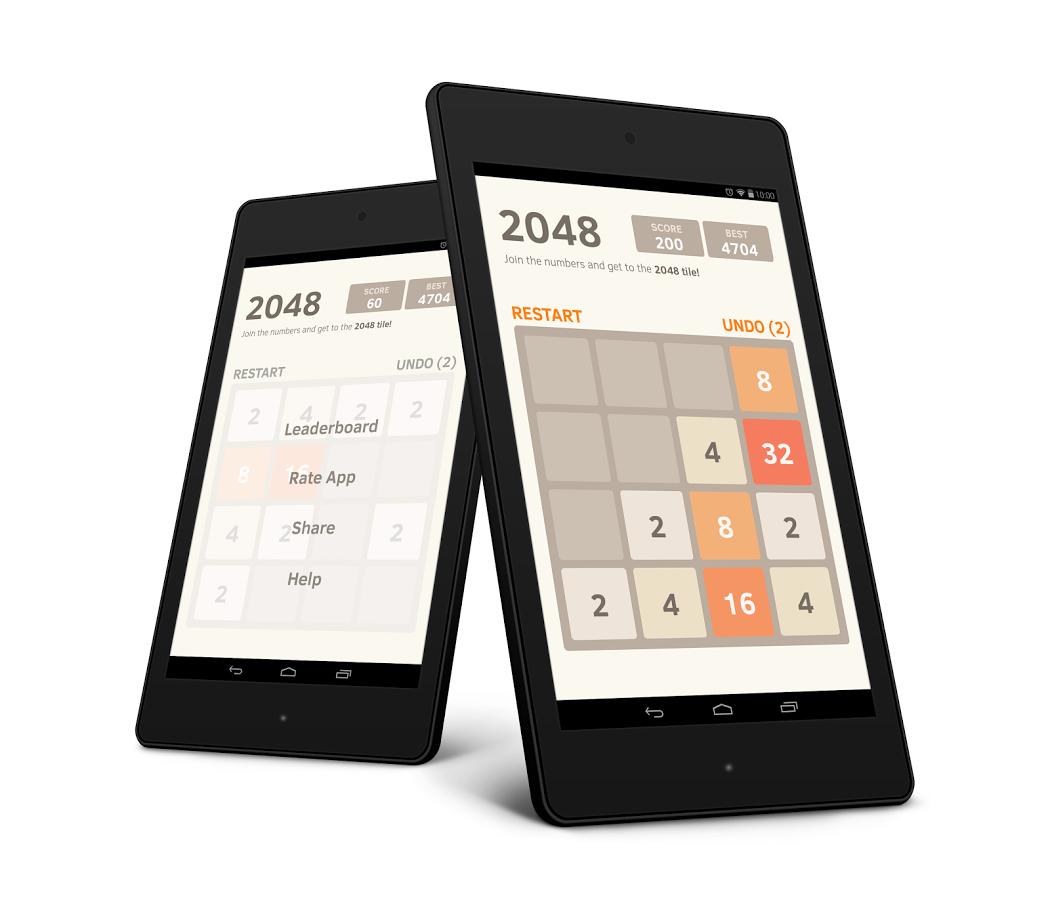 2048
SCORE
60
BEST
4704
Join the numbers and get to the 2048 tile!
RESTART
UNDO (2)
2 4 2 2
Leaderboard
8 16
Rate App
4 2 2
Share
2
Help
10:00
2048
SCORE
200
BEST
4704
Join the numbers and get to the 2048 tile!
RESTART
UNDO (2)
8
4 32
2 8 2
2 4 16 4